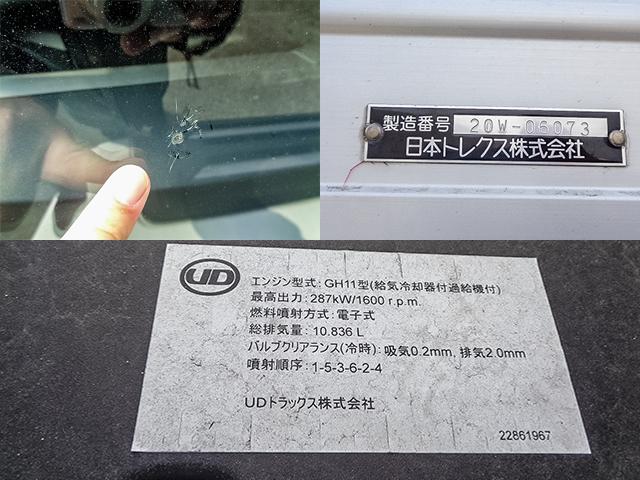 製造番号 20W-06073
日本トレクス株式会社
UD
エンジン型式: GH11型(給気冷却器付過給機付)
最高出力: 287kW/1600 r.p.m.
燃料噴射方式: 電子式
総排気量: 10.836 L
バルブクリアランス(冷時): 吸気0.2mm, 排気2.0mm
噴射順序: 1-5-3-6-2-4
UDトラックス株式会社
22861967